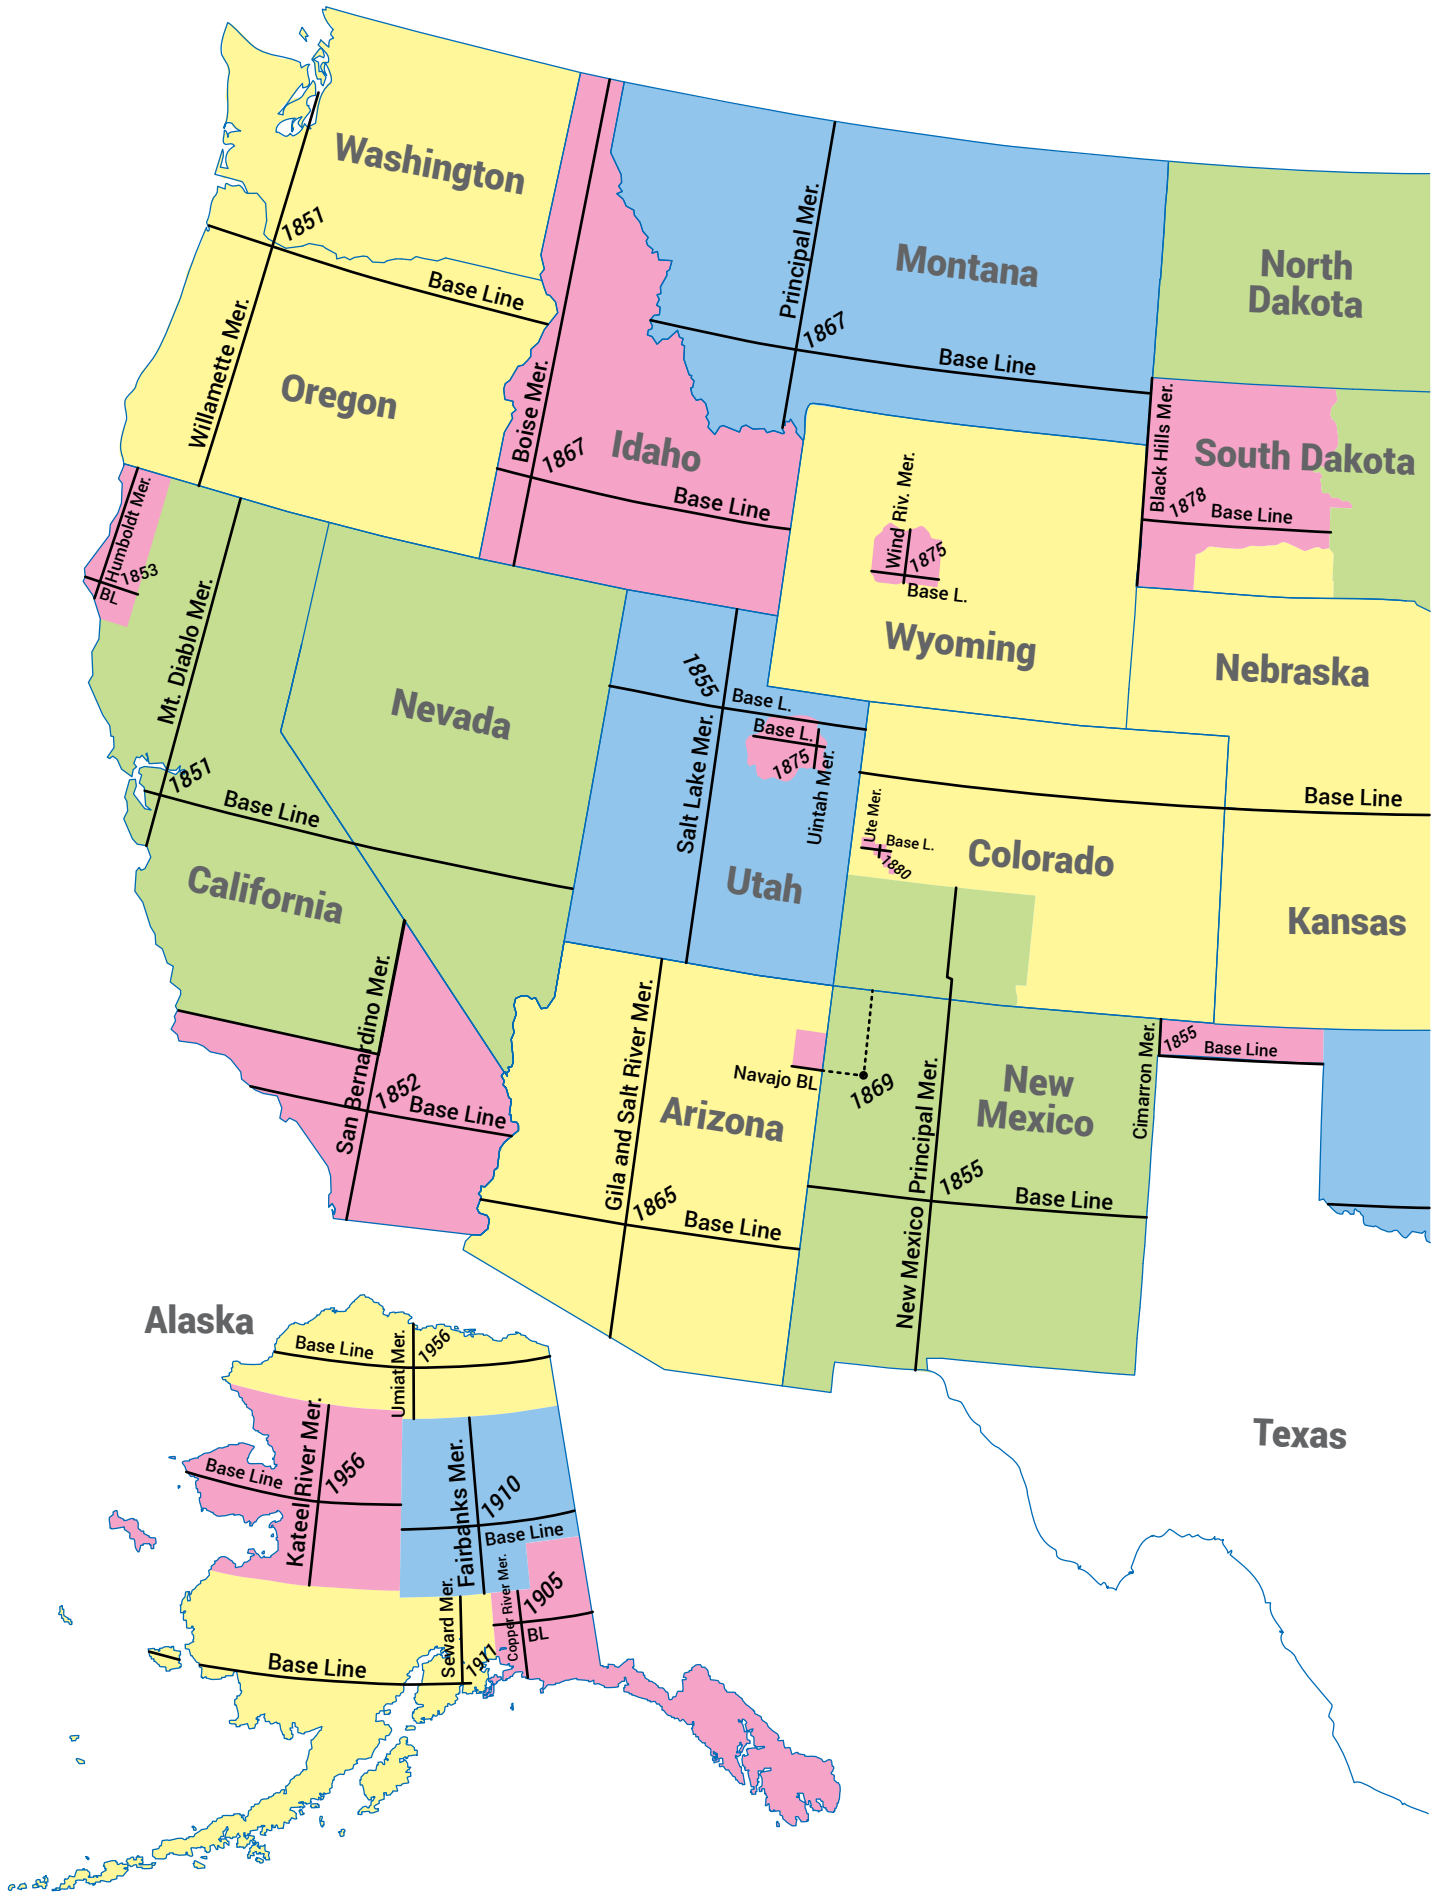 Washington
1851
Base Line
Willamette Mer.
Oregon
Boise Mer.
1867
Idaho
Base Line
Principal Mer.
Montana
1867
Base Line
North
Dakota
Black Hills Mer.
South Dakota
1878
Base Line
Humboldt Mer.
1853
BL
Mt. Diablo Mer.
1851
Base Line
Nevada
California
Wind Riv. Mer.
1875
Base L.
Wyoming
Nebraska
1855
Base L.
Salt Lake Mer.
Base L.
1875
Uintah Mer.
Utah
Ute Mer.
Base L.
1880
Colorado
Base Line
Kansas
San Bernardino Mer.
1852
Base Line
Gila and Salt River Mer.
Navajo BL
Arizona
1865
Base Line
1869
New Mexico Principal Mer.
New
Mexico
1855
Base Line
Cimarron Mer.
1855
Base Line
Texas
Alaska
Base Line
Umiat Mer.
1956
Base Line
Kateel River Mer.
1956
Fairbanks Mer.
1910
Base Line
Copper River Mer.
1905
BL
Seward Mer.
1911
Base Line